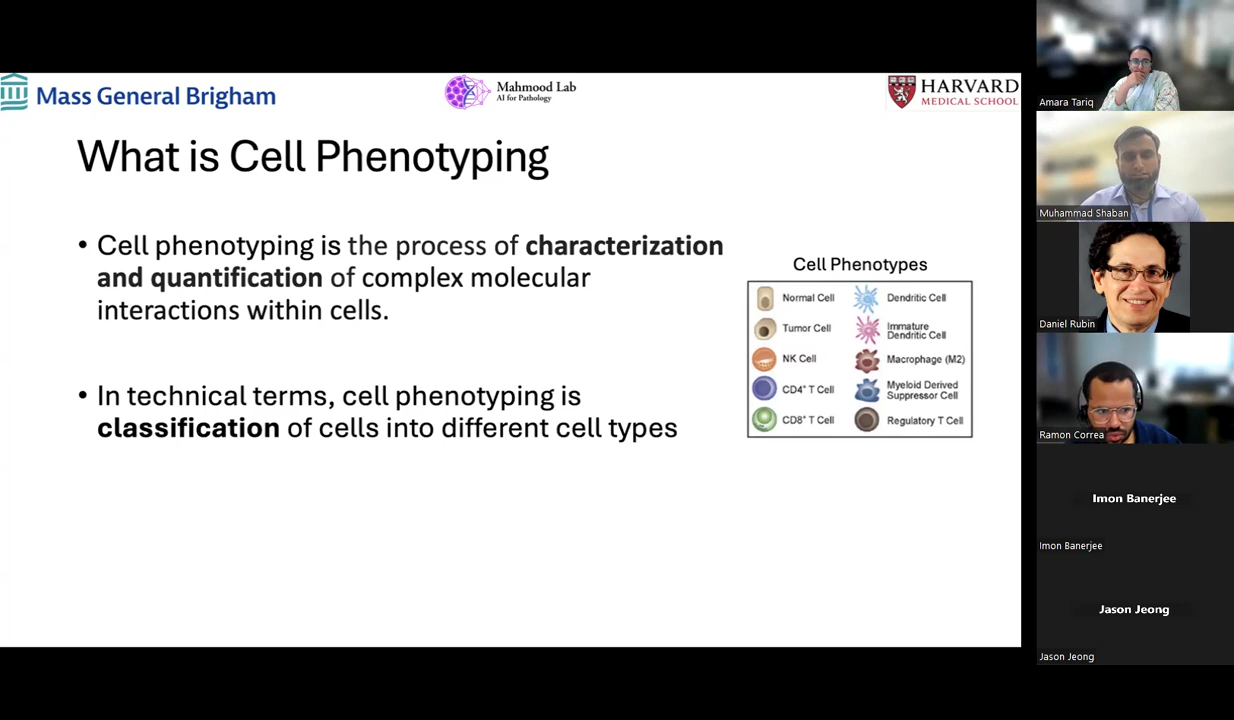 Mass General Brigham
Mahmood Lab
AI for Pathology
HARVARD
MEDICAL SCHOOL
What is Cell Phenotyping
• Cell phenotyping is the process of characterization
and quantification of complex molecular
interactions within cells.
• In technical terms, cell phenotyping is
classification of cells into different cell types
Cell Phenotypes
Normal Cell
Dendritic Cell
Tumor Cell
Immature
Dendritic Cell
NK Cell
Macrophage (M2)
CD4+ T Cell
Myeloid Derived
Suppressor Cell
CD8+ T Cell
Regulatory T Cell
Amara Tariq
Muhammad Shaban
Daniel Rubin
Ramon Correa
Imon Banerjee
Imon Banerjee
Jason Jeong
Jason Jeong